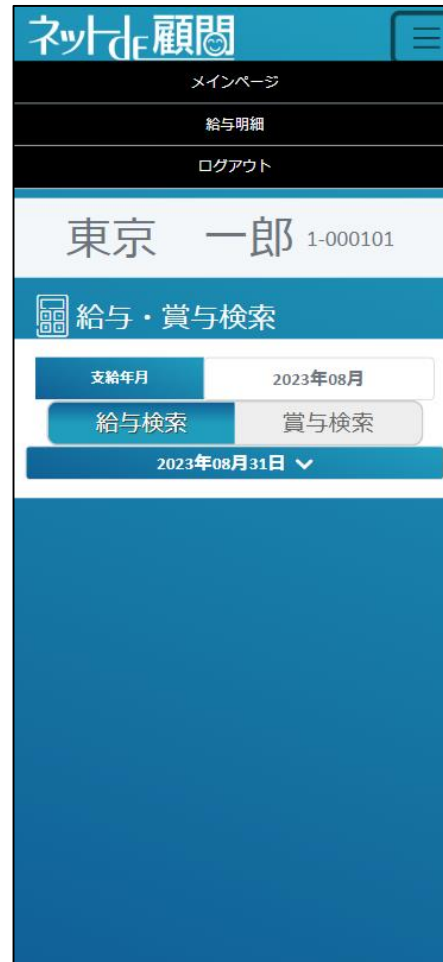 ネットdE顧問
メインページ
給与明細
ログアウト
東京　一郎 1-000101
給与・賞与検索
支給年月 2023年08月
給与検索 賞与検索
2023年08月31日